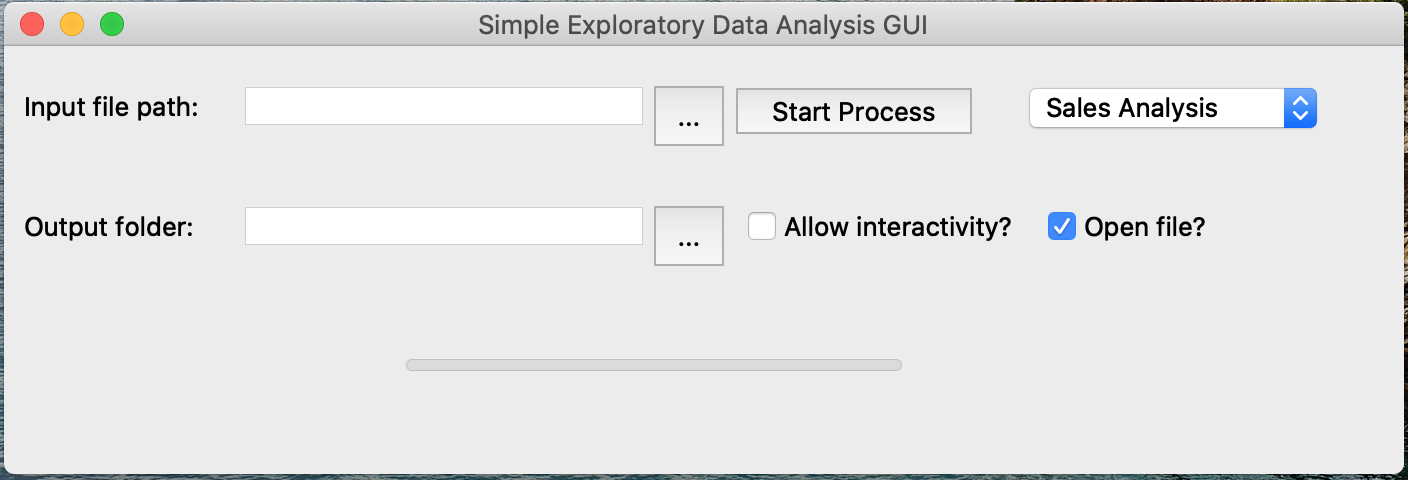 Simple Exploratory Data Analysis GUI
Input file path:
...
Start Process
Sales Analysis
Output folder:
...
Allow interactivity?
Open file?